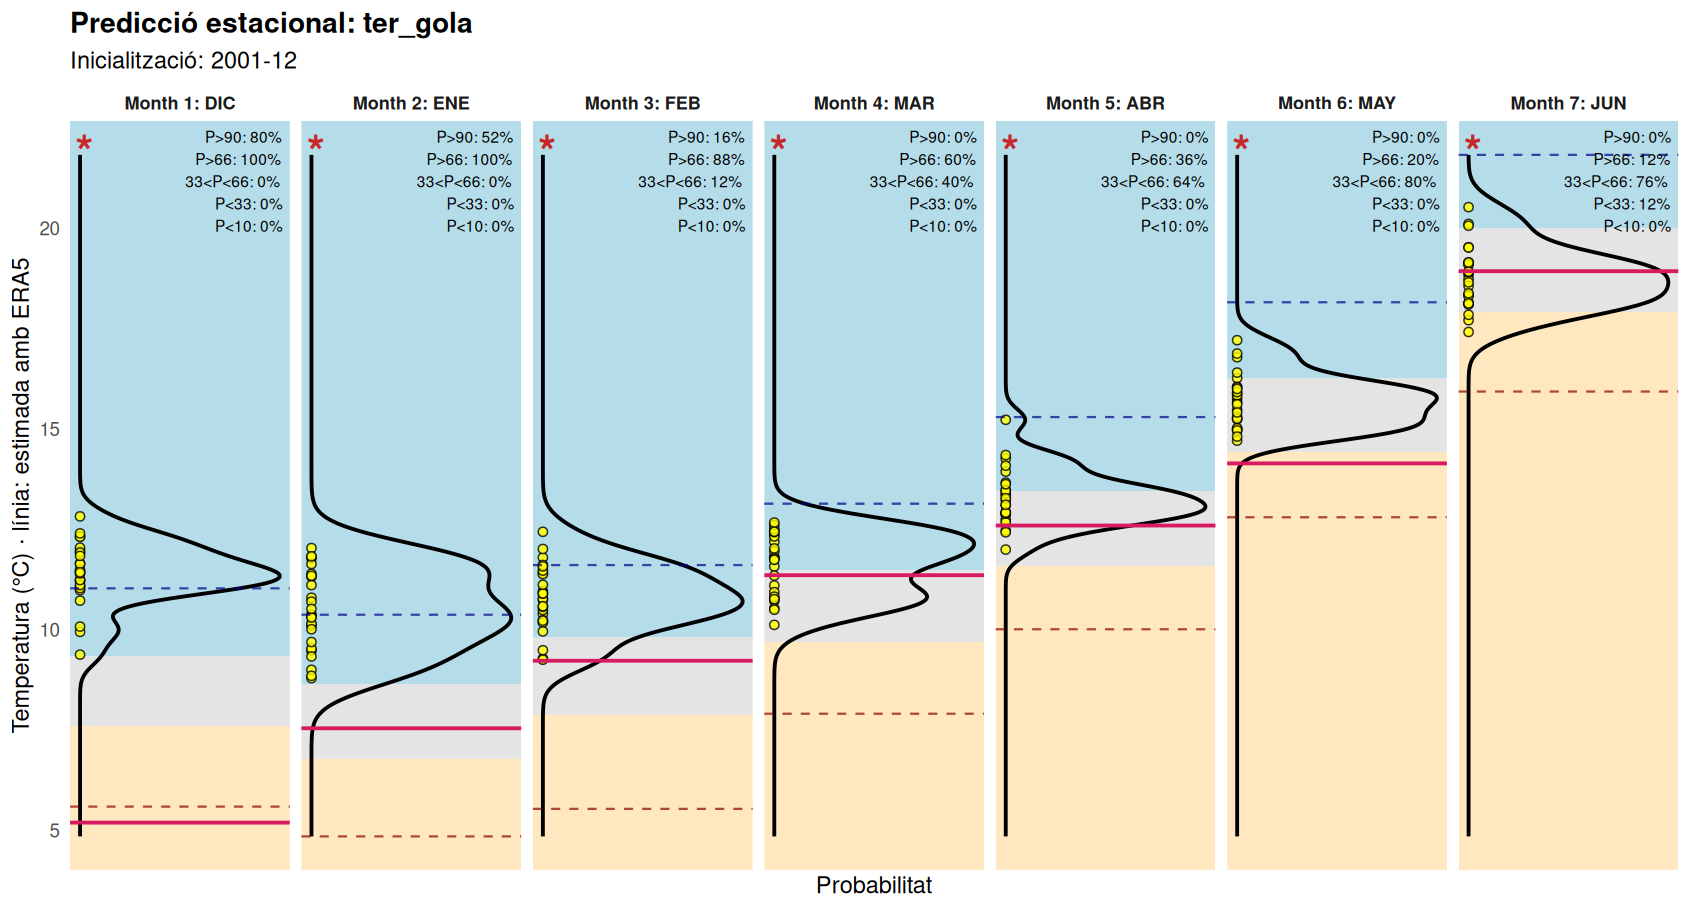 Predicció estacional: ter_gola
Inicialització: 2001-12
Month 1: DIC
Month 2: ENE
Month 3: FEB
Month 4: MAR
Month 5: ABR
Month 6: MAY
Month 7: JUN
*
P>90: 80%
P>66: 100%
33<P<66: 0%
P<33: 0%
P<10: 0%
*
P>90: 52%
P>66: 100%
33<P<66: 0%
P<33: 0%
P<10: 0%
*
P>90: 16%
P>66: 88%
33<P<66: 12%
P<33: 0%
P<10: 0%
*
P>90: 0%
P>66: 60%
33<P<66: 40%
P<33: 0%
P<10: 0%
*
P>90: 0%
P>66: 36%
33<P<66: 64%
P<33: 0%
P<10: 0%
*
P>90: 0%
P>66: 20%
33<P<66: 80%
P<33: 0%
P<10: 0%
*
P>90: 0%
P>66: 12%
33<P<66: 76%
P<33: 12%
P<10: 0%
20
15
10
5
Temperatura (°C) · línia: estimada amb ERA5
Probabilitat